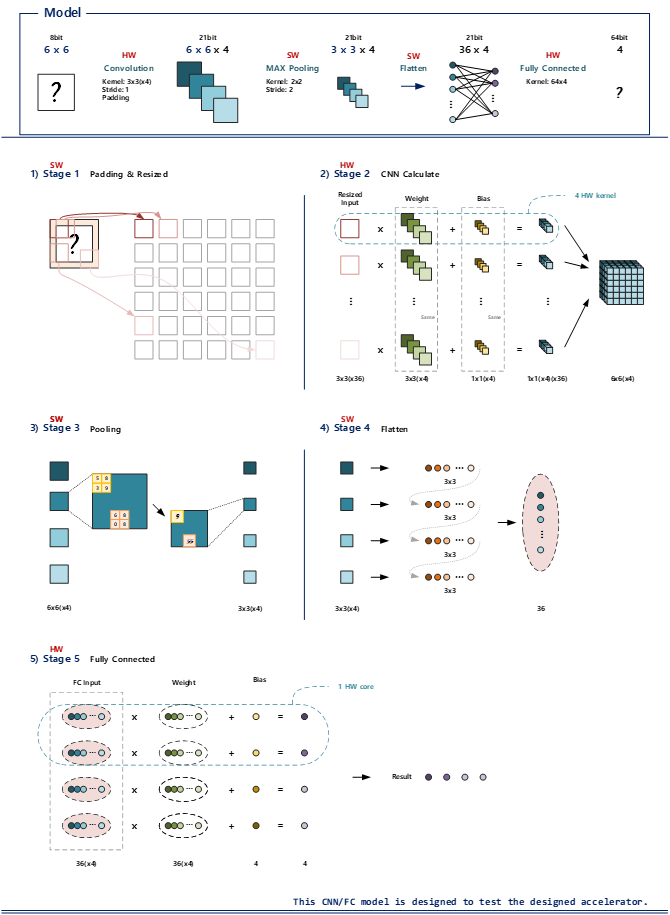 Model
8bit 21bit 21bit 21bit 64bit
6 x 6 6 x 6 x 4 3 x 3 x 4 36 x 4 4
HW SW SW HW
Convolution MAX Pooling Flatten Fully Connected
Kernel: 3x3(x4) Kernel: 2x2 Kernel: 64x4
Stride: 1 Stride: 2
Padding
? ?
SW
1) Stage 1 Padding & Resized
?
HW
2) Stage 2 CNN Calculate
Resized Input Weight Bias 4 HW kernel
x + =
x + =
Same Same
x + =
3x3(x36) 3x3(x4) 1x1(x4) 1x1(x4)(x36) 6x6(x4)
SW
3) Stage 3 Pooling
5 8
3 9
6 8
0 8
6x6(x4) 3x3(x4)
SW
4) Stage 4 Flatten
3x3
3x3
3x3
3x3
3x3(x4) 36
HW
5) Stage 5 Fully Connected
FC Input Weight Bias 1 HW core
x + =
x + =
x + =
x + =
Result
36(x4) 36(x4) 4 4
This CNN/FC model is designed to test the designed accelerator.